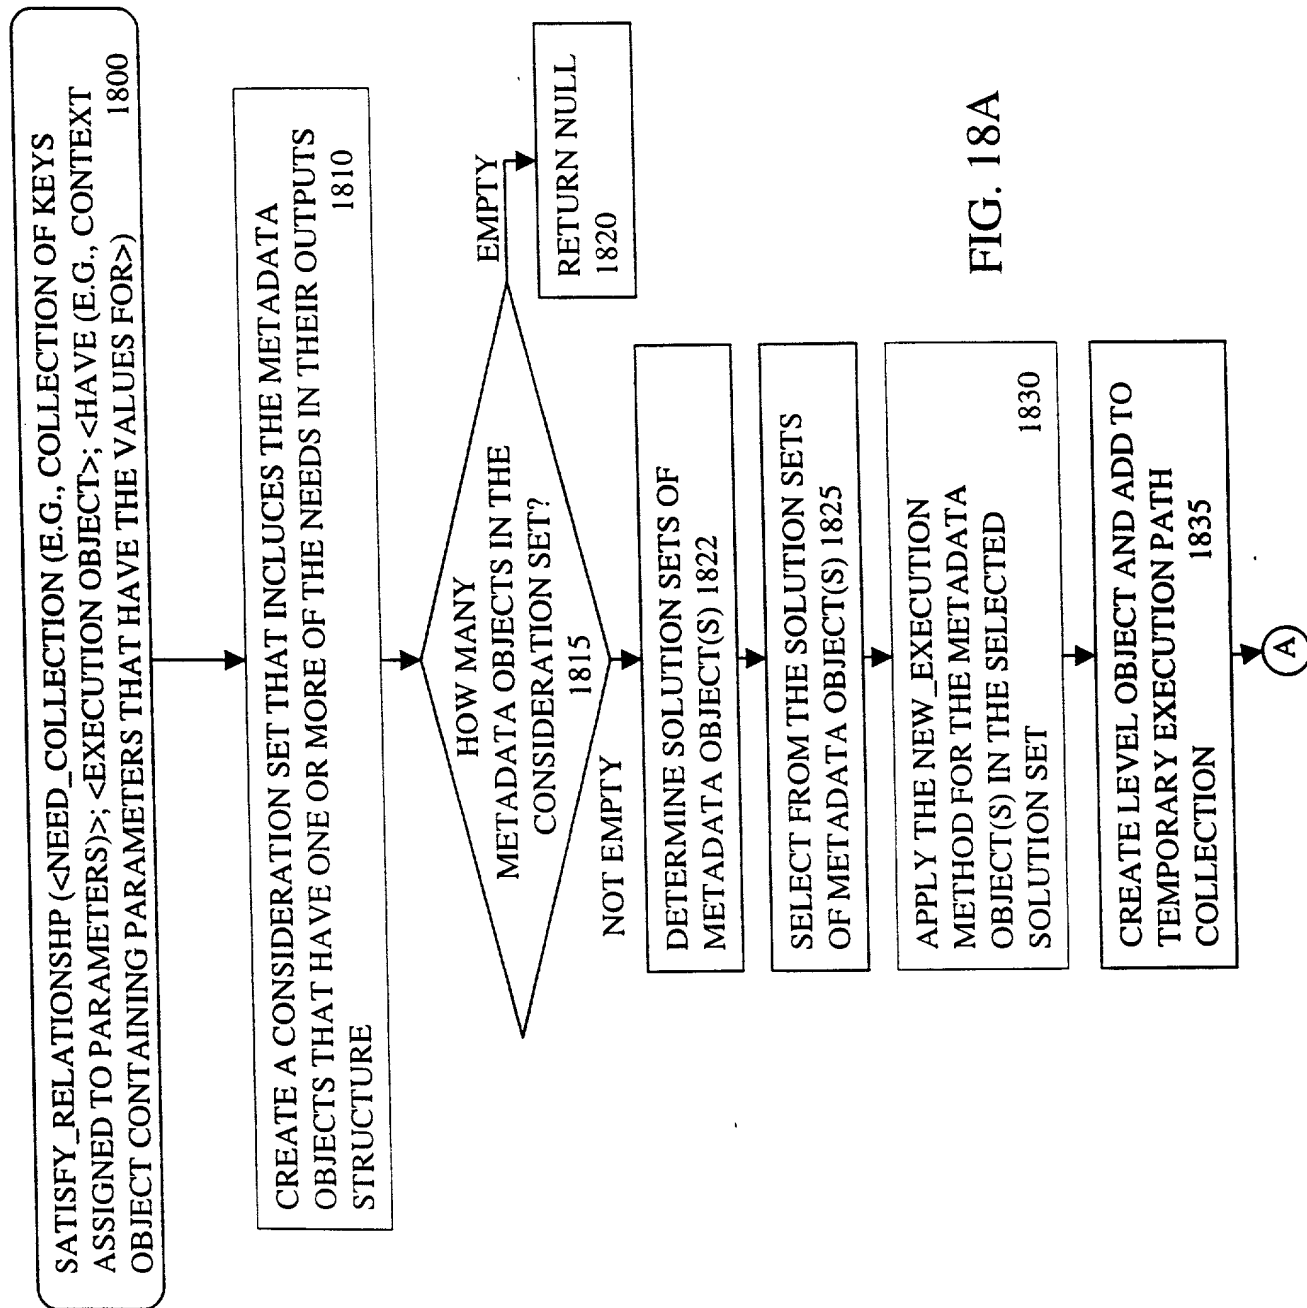 SATISFY_RELATIONSHP (<NEED_COLLECTION (E.G., COLLECTION OF KEYS
ASSIGNED TO PARAMETERS)>; <EXECUTION OBJECT>; <HAVE (E.G., CONTEXT
OBJECT CONTAINING PARAMETERS THAT HAVE THE VALUES FOR>)
1800
CREATE A CONSIDERATION SET THAT INCLUCES THE METADATA
OBJECTS THAT HAVE ONE OR MORE OF THE NEEDS IN THEIR OUTPUTS
STRUCTURE
1810
HOW MANY
METADATA OBJECTS IN THE
CONSIDERATION SET?
1815
EMPTY
RETURN NULL
1820
NOT EMPTY
DETERMINE SOLUTION SETS OF
METADATA OBJECT(S) 1822
SELECT FROM THE SOLUTION SETS
OF METADATA OBJECT(S) 1825
APPLY THE NEW_EXECUTION
METHOD FOR THE METADATA
OBJECT(S) IN THE SELECTED
SOLUTION SET
1830
CREATE LEVEL OBJECT AND ADD TO
TEMPORARY EXECUTION PATH
COLLECTION
1835
A
FIG. 18A